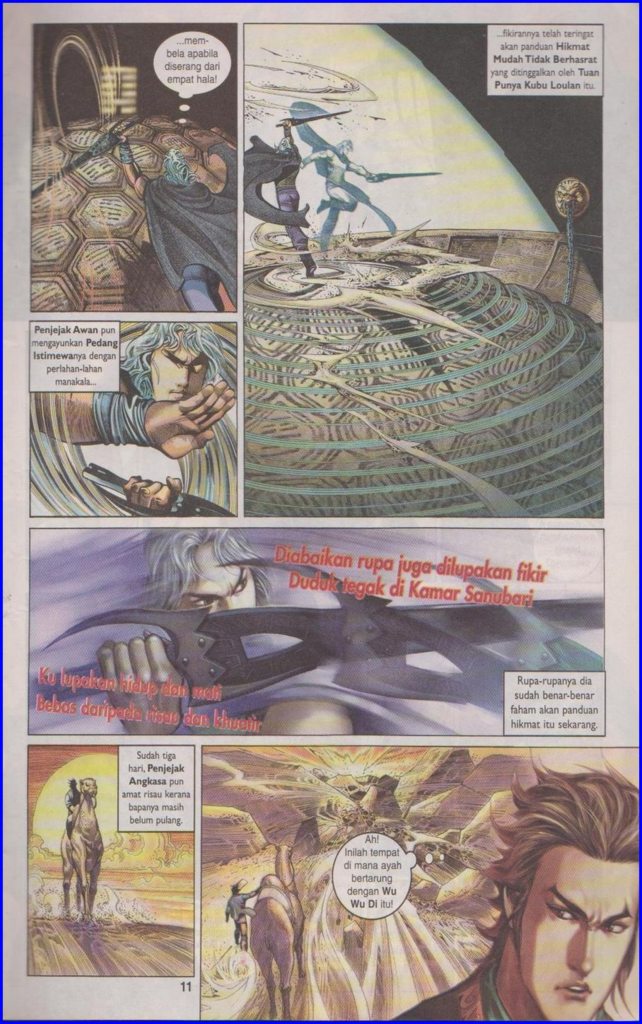 ...mem-
bela apabila
diserang dari
empat hala!
...fikirannya telah teringat
akan panduan Hikmat
Mudah Tidak Berhasrat
yang ditinggalkan oleh Tuan
Punya Kubu Loulan itu.
Penjejak Awan pun
mengayunkan Pedang
Istimewanya dengan
perlahan-lahan
manakala...
Diabaikan rupa juga dilupakan fikir
Duduk tegak di Kamar Sanubari
Ku lupakan hidup dan mati
Bebas daripada risau dan khuatir
Rupa-rupanya dia
sudah benar-benar
faham akan panduan
hikmat itu sekarang.
Sudah tiga
hari, Penjejak
Angkasa pun
amat risau kerana
bapanya masih
belum pulang.
Ah!
Inilah tempat
di mana ayah
bertarung
dengan Wu
Wu Di itu!
11